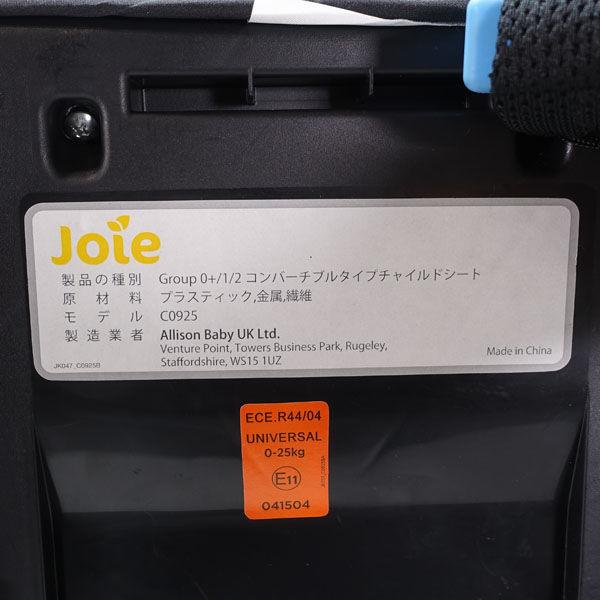 Joie
製品の種別 Group 0+/1/2 コンバーチブルタイプチャイルドシート
原材料 プラスティック,金属,繊維
モデル C0925
製造業者 Allison Baby UK Ltd.
Venture Point, Towers Business Park, Rugeley,
Staffordshire, WS15 1UZ
Made in China
JK047_C0925B
ECE.R44/04
UNIVERSAL
0-25kg
E11
041504